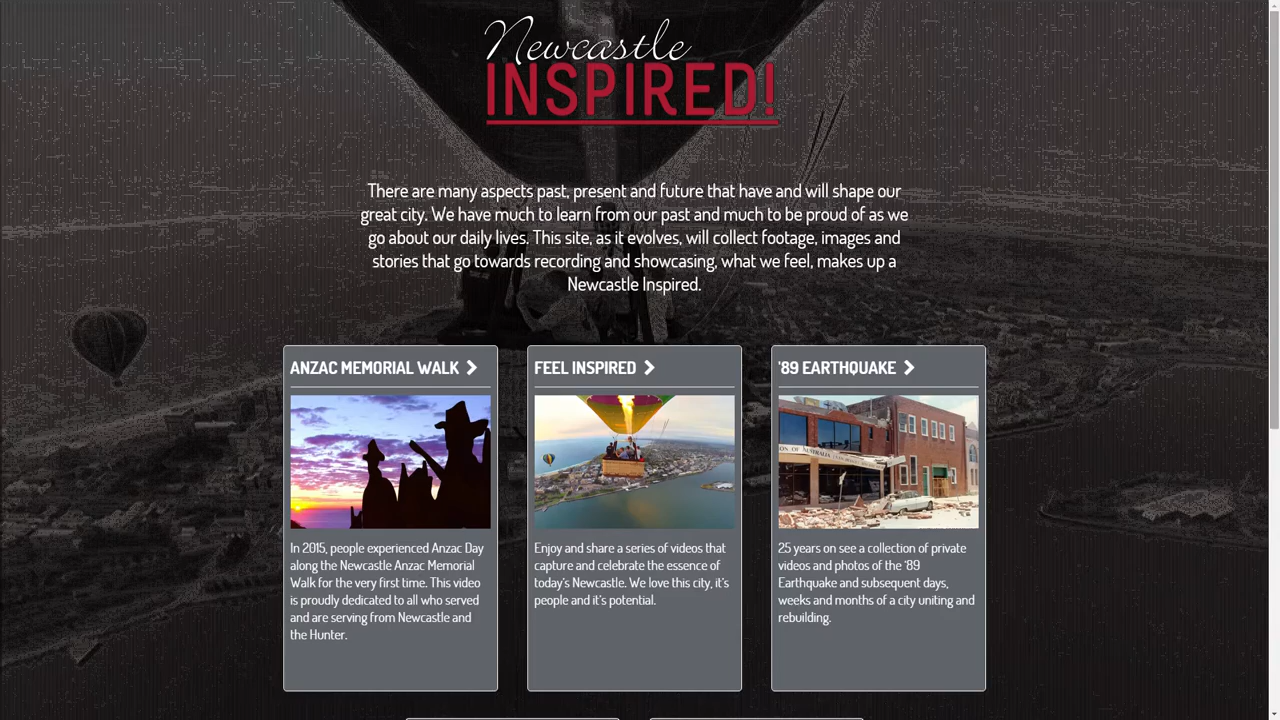 Newcastle
INSPIRED!
There are many aspects past, present and future that have and will shape our
great city. We have much to learn from our past and much to be proud of as we
go about our daily lives. This site, as it evolves, will collect footage, images and
stories that go towards recording and showcasing, what we feel, makes up a
Newcastle Inspired.
ANZAC MEMORIAL WALK
In 2015, people experienced Anzac Day
along the Newcastle Anzac Memorial
Walk for the very first time. This video
is proudly dedicated to all who served
and are serving from Newcastle and
the Hunter.
FEEL INSPIRED
Enjoy and share a series of videos that
capture and celebrate the essence of
today's Newcastle. We love this city, it's
people and it's potential.
'89 EARTHQUAKE
OF AUSTRALIA
25 years on see a collection of private
videos and photos of the '89
Earthquake and subsequent days,
weeks and months of a city uniting and
rebuilding.